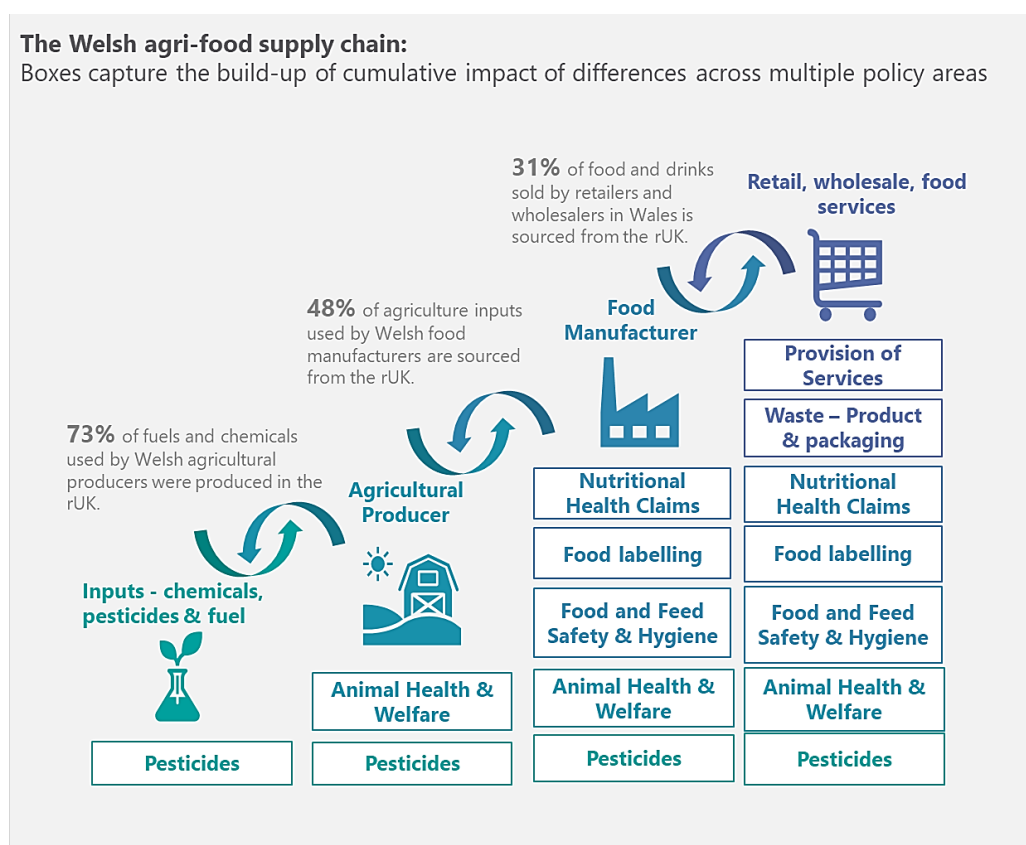 The Welsh agri-food supply chain:
Boxes capture the build-up of cumulative impact of differences across multiple policy areas
31% of food and drinks
sold by retailers and
wholesalers in Wales is
sourced from the rUK.
Retail, wholesale, food
services
48% of agriculture inputs
used by Welsh food
manufacturers are sourced
from the rUK.
Food
Manufacturer
73% of fuels and chemicals
used by Welsh agricultural
producers were produced in the
rUK.
Agricultural
Producer
Inputs - chemicals,
pesticides & fuel
Pesticides
Animal Health &
Welfare
Pesticides
Nutritional
Health Claims
Food labelling
Food and Feed
Safety & Hygiene
Animal Health &
Welfare
Pesticides
Provision of
Services
Waste – Product
& packaging
Nutritional
Health Claims
Food labelling
Food and Feed
Safety & Hygiene
Animal Health &
Welfare
Pesticides